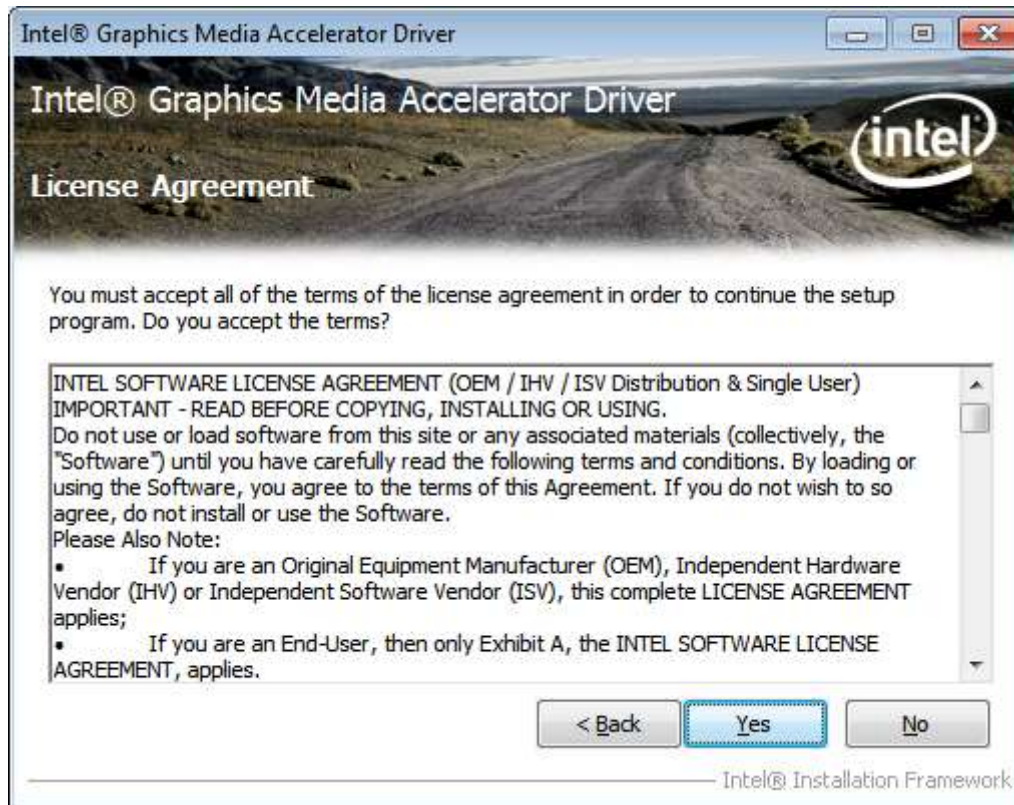 Intel® Graphics Media Accelerator Driver
Intel® Graphics Media Accelerator Driver
intel
License Agreement
You must accept all of the terms of the license agreement in order to continue the setup
program. Do you accept the terms?
INTEL SOFTWARE LICENSE AGREEMENT (OEM / IHV / ISV Distribution & Single User)
IMPORTANT - READ BEFORE COPYING, INSTALLING OR USING.
Do not use or load software from this site or any associated materials (collectively, the
"Software") until you have carefully read the following terms and conditions. By loading or
using the Software, you agree to the terms of this Agreement. If you do not wish to so
agree, do not install or use the Software.
Please Also Note:
• If you are an Original Equipment Manufacturer (OEM), Independent Hardware
Vendor (IHV) or Independent Software Vendor (ISV), this complete LICENSE AGREEMENT
applies;
• If you are an End-User, then only Exhibit A, the INTEL SOFTWARE LICENSE
AGREEMENT, applies.
< Back Yes No
Intel® Installation Framework